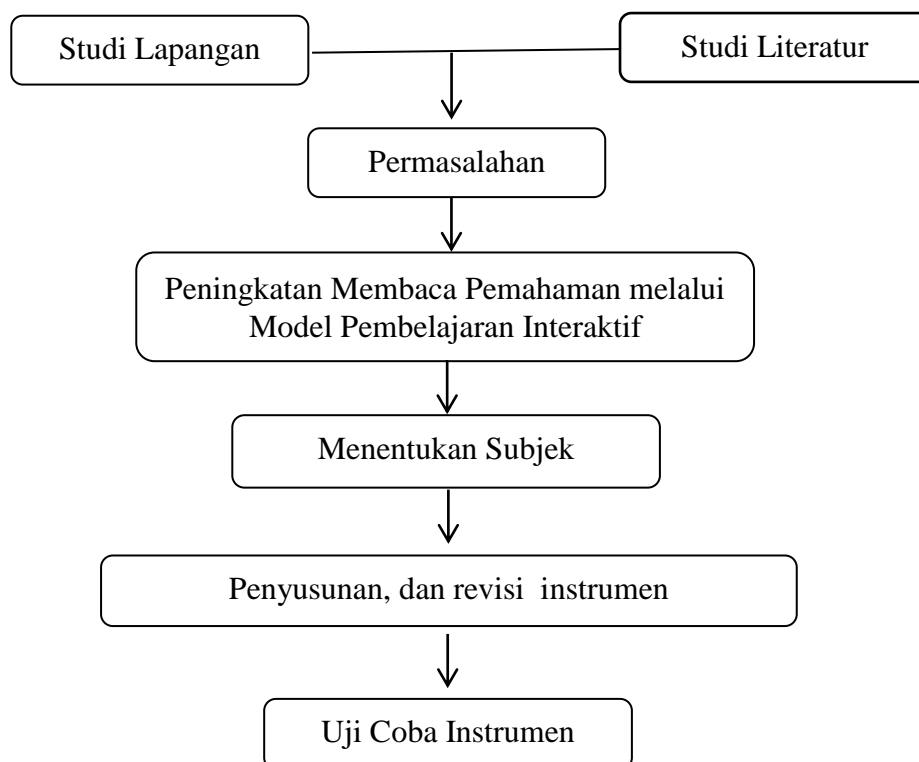 Studi Lapangan
Studi Literatur
Permasalahan
Peningkatan Membaca Pemahaman melalui
Model Pembelajaran Interaktif
Menentukan Subjek
Penyusunan, dan revisi  instrumen
Uji Coba Instrumen